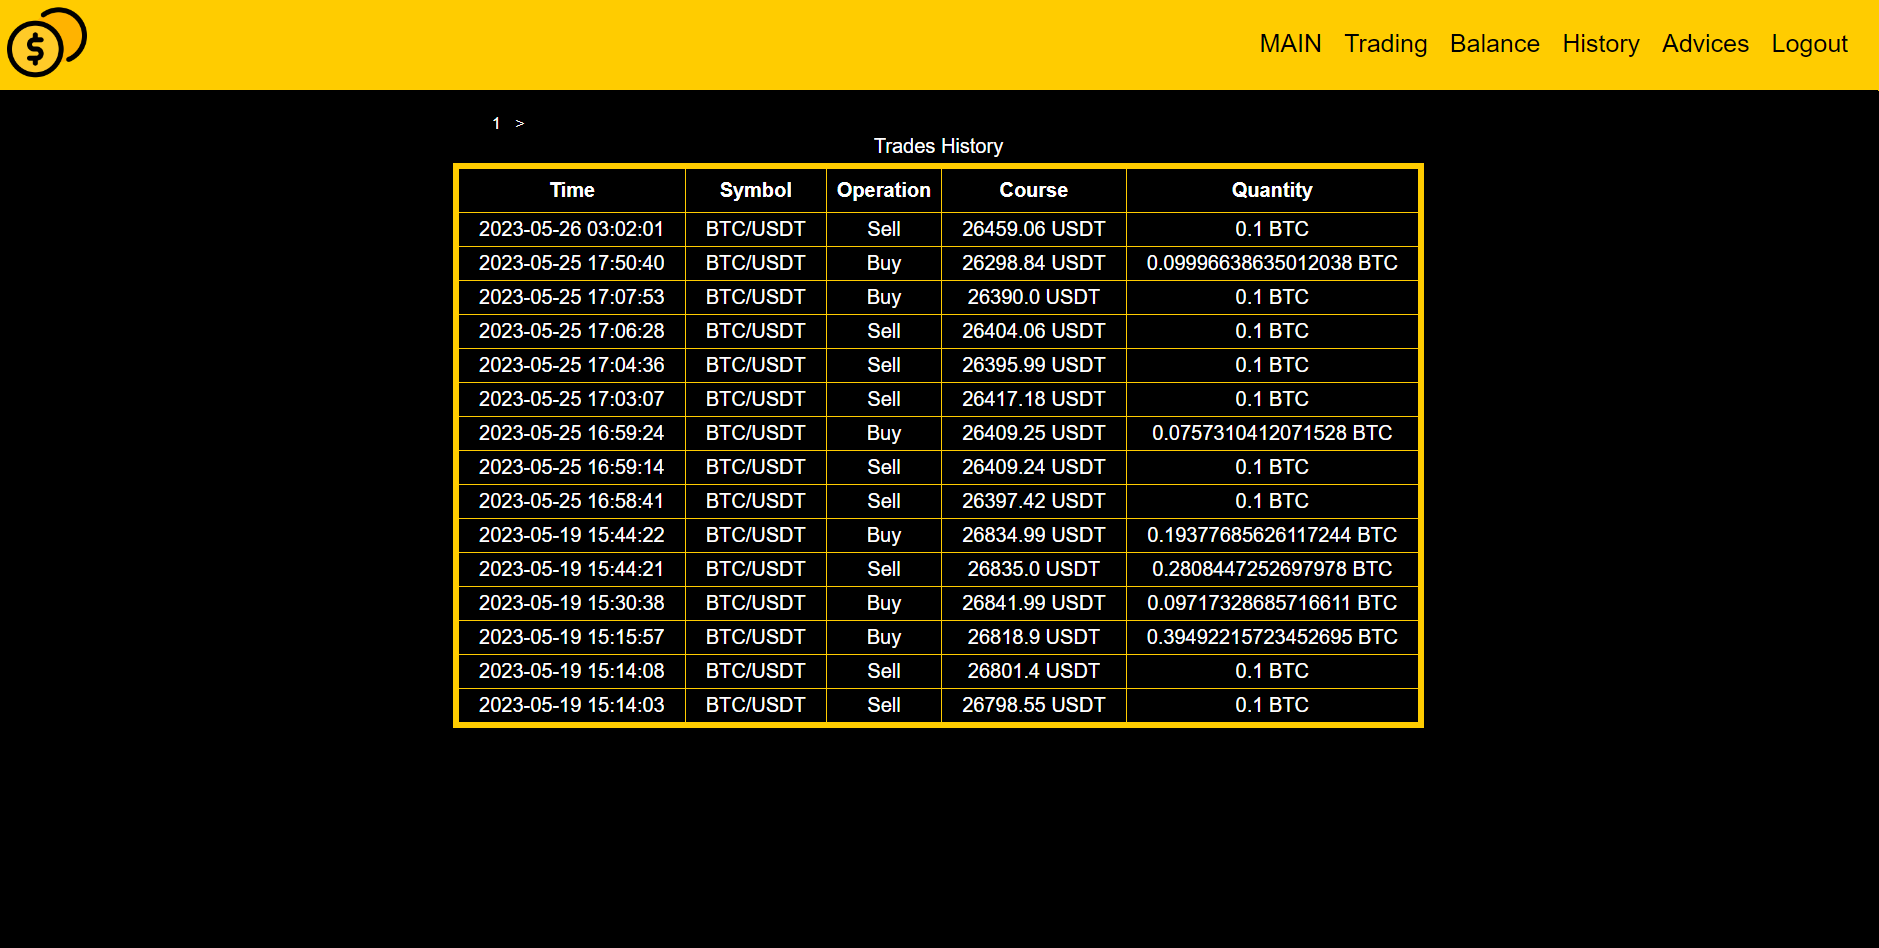 $
MAIN Trading Balance History Advices Logout
1 >
Trades History
Time Symbol Operation Course Quantity
2023-05-26 03:02:01 BTC/USDT Sell 26459.06 USDT 0.1 BTC
2023-05-25 17:50:40 BTC/USDT Buy 26298.84 USDT 0.09996638635012038 BTC
2023-05-25 17:07:53 BTC/USDT Buy 26390.0 USDT 0.1 BTC
2023-05-25 17:06:28 BTC/USDT Sell 26404.06 USDT 0.1 BTC
2023-05-25 17:04:36 BTC/USDT Sell 26395.99 USDT 0.1 BTC
2023-05-25 17:03:07 BTC/USDT Sell 26417.18 USDT 0.1 BTC
2023-05-25 16:59:24 BTC/USDT Buy 26409.25 USDT 0.0757310412071528 BTC
2023-05-25 16:59:14 BTC/USDT Sell 26409.24 USDT 0.1 BTC
2023-05-25 16:58:41 BTC/USDT Sell 26397.42 USDT 0.1 BTC
2023-05-19 15:44:22 BTC/USDT Buy 26834.99 USDT 0.19377685626117244 BTC
2023-05-19 15:44:21 BTC/USDT Sell 26835.0 USDT 0.2808447252697978 BTC
2023-05-19 15:30:38 BTC/USDT Buy 26841.99 USDT 0.09717328685716611 BTC
2023-05-19 15:15:57 BTC/USDT Buy 26818.9 USDT 0.39492215723452695 BTC
2023-05-19 15:14:08 BTC/USDT Sell 26801.4 USDT 0.1 BTC
2023-05-19 15:14:03 BTC/USDT Sell 26798.55 USDT 0.1 BTC